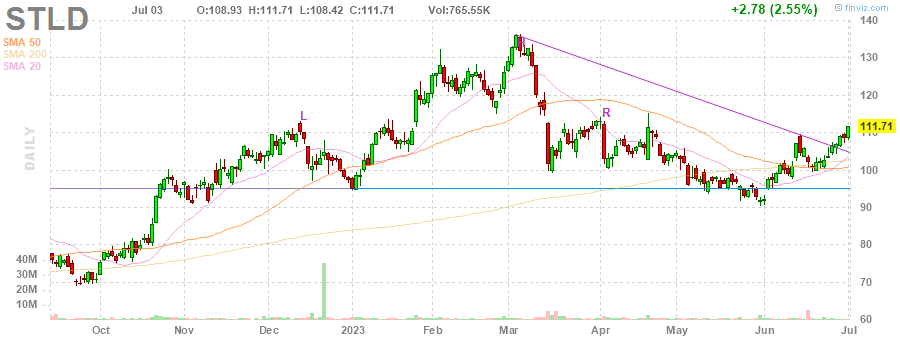 STLD Jul 03 O:108.93 H:111.71 L:108.42 C:111.71 Vol:765.55K +2.78 (2.55%) finviz.com
SMA 50
SMA 200
SMA 20
DAILY
140
130
120
111.71
110
100
90
80
70
60
40M
30M
20M
10M
L
H
R
Oct Nov Dec 2023 Feb Mar Apr May Jun Jul